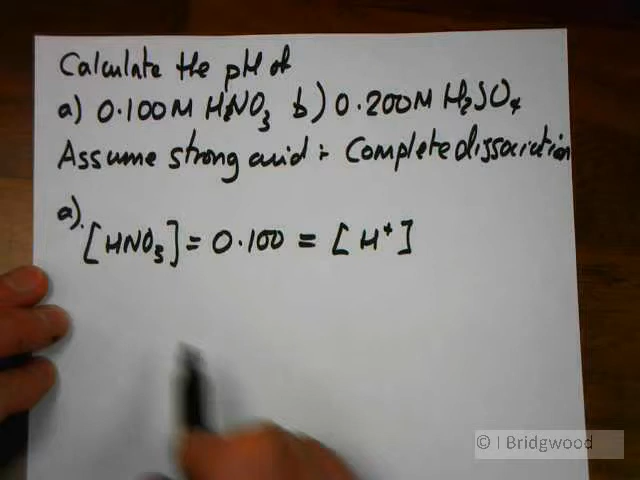 Calculate the pH of
a) 0.100M HNO3 b) 0.200M H2SO4
Assume strong acid ∴ Complete dissociation
a). [HNO3] = 0.100 = [H+]
© I Bridgwood